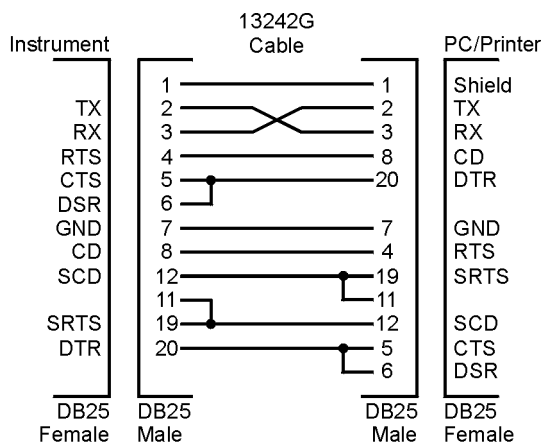 13242G
Instrument Cable PC/Printer
1 1 Shield
TX 2 2 TX
RX 3 3 RX
RTS 4 8 CD
CTS 5 20 DTR
DSR 6
GND 7 7 GND
CD 8 4 RTS
SCD 12 19 SRTS
11 11
SRTS 19 12 SCD
DTR 20 5 CTS
6 DSR
DB25 DB25 DB25 DB25
Female Male Male Female